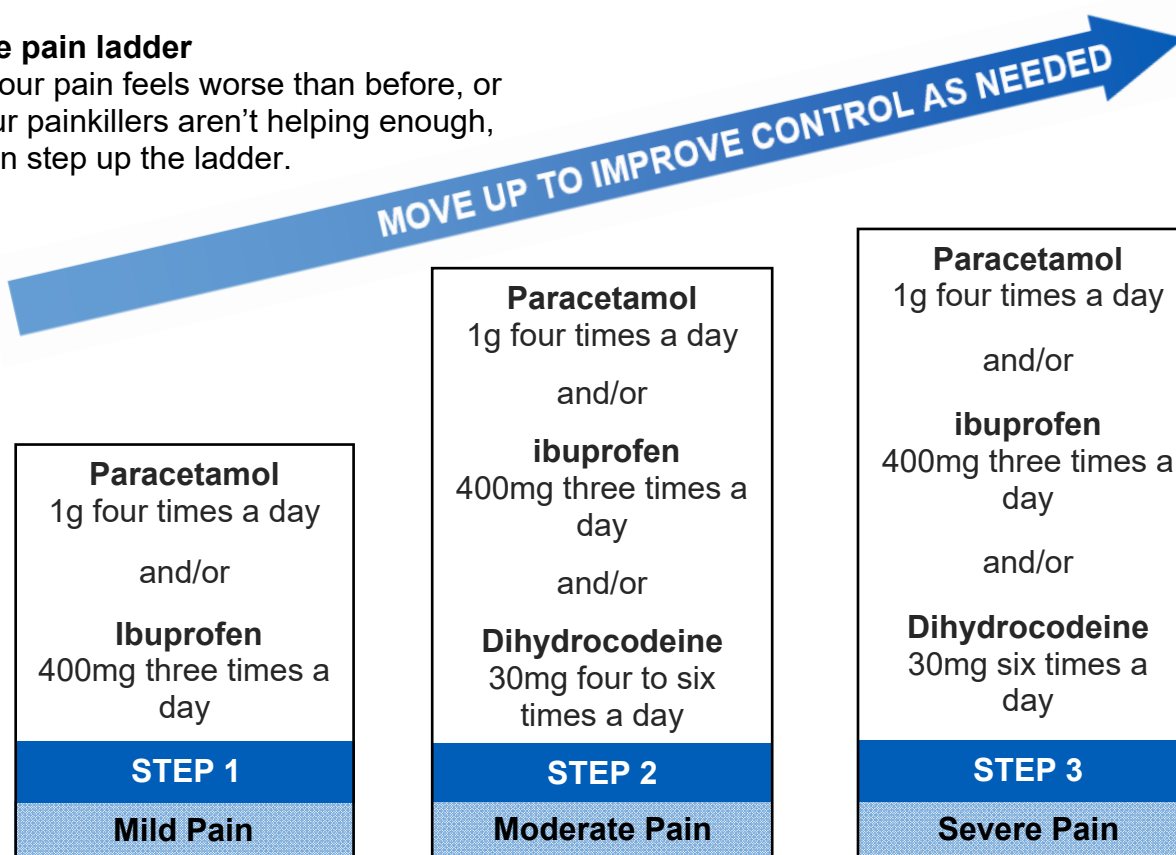 e pain ladder
our pain feels worse than before, or
ur painkillers aren’t helping enough,
n step up the ladder.
MOVE UP TO IMPROVE CONTROL AS NEEDED
Paracetamol
1g four times a day
and/or
Ibuprofen
400mg three times a
day
STEP 1
Mild Pain
Paracetamol
1g four times a day
and/or
ibuprofen
400mg three times a
day
and/or
Dihydrocodeine
30mg four to six
times a day
STEP 2
Moderate Pain
Paracetamol
1g four times a day
and/or
ibuprofen
400mg three times a
day
and/or
Dihydrocodeine
30mg six times a
day
STEP 3
Severe Pain